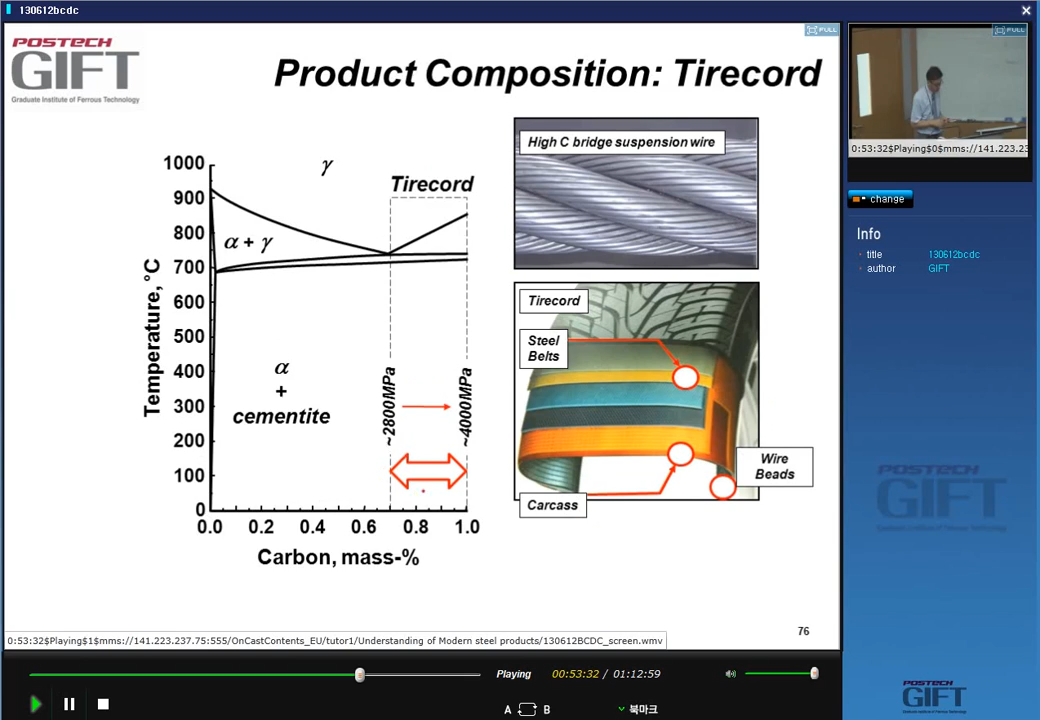 130612bcdc
POSTECH
GIFT
Graduate Institute of Ferrous Technology
FULL
Product Composition: Tirecord
1000
900
800
700
600
500
400
300
200
100
0
0.0 0.2 0.4 0.6 0.8 1.0
Temperature, °C
Carbon, mass-%
γ
Tirecord
α + γ
α
+
cementite
~2800MPa
~4000MPa
High C bridge suspension wire
Tirecord
Steel
Belts
Wire
Beads
Carcass
76
0:53:32$Playing$1$mms://141.223.237.75:555/OnCastContents_EU/tutor1/Understanding of Modern steel products/130612BCDC_screen.wmv
Playing 00:53:32 / 01:12:59
A B
북마크
FULL
0:53:32$Playing$0$mms://141.223.23
change
Info
title 130612bcdc
author GIFT
POSTECH
GIFT
Graduate Institute of Ferrous Technology
POSTECH
GIFT